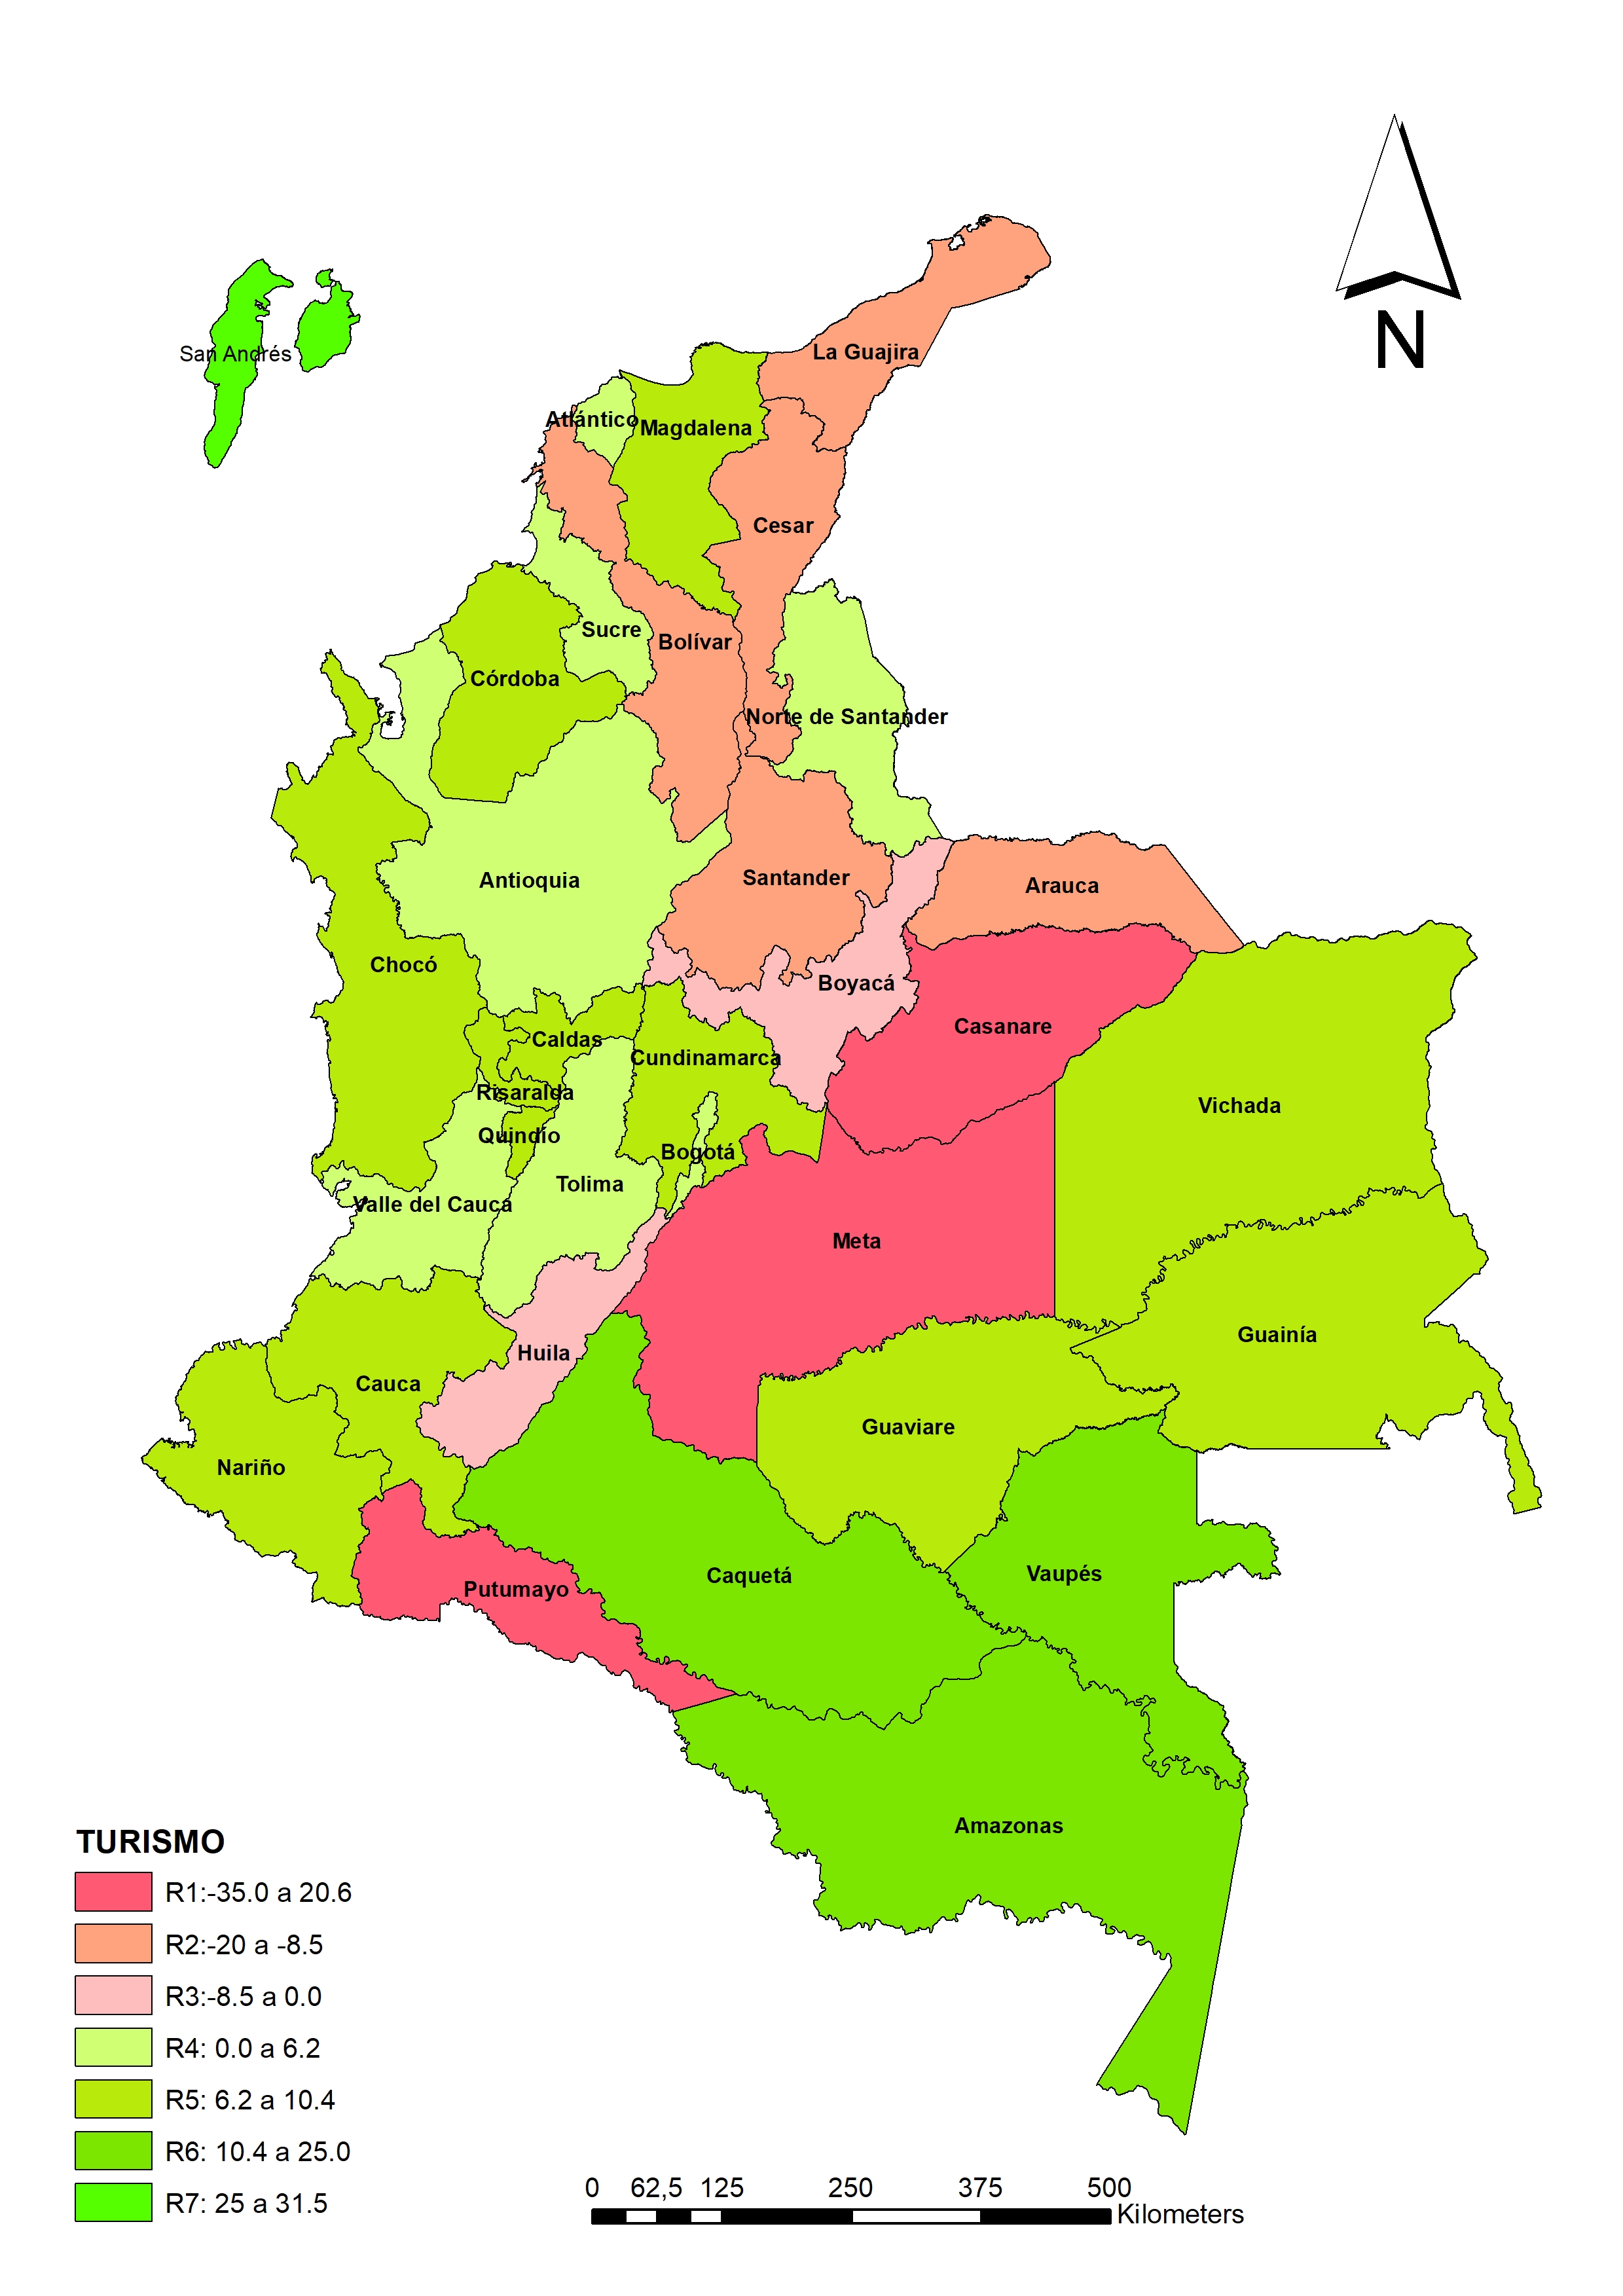 N
San Andrés
La Guajira
Atlántico
Magdalena
Cesar
Sucre
Bolívar
Córdoba
Norte de Santander
Antioquia
Santander
Arauca
Chocó
Boyacá
Casanare
Caldas
Cundinamarca
Risaralda
Vichada
Quindío
Bogotá
Tolima
Valle del Cauca
Meta
Guainía
Huila
Cauca
Guaviare
Nariño
Caquetá
Vaupés
Putumayo
Amazonas
TURISMO
R1:-35.0 a 20.6
R2:-20 a -8.5
R3:-8.5 a 0.0
R4: 0.0 a 6.2
R5: 6.2 a 10.4
R6: 10.4 a 25.0
R7: 25 a 31.5
0 62,5 125 250 375 500
Kilometers